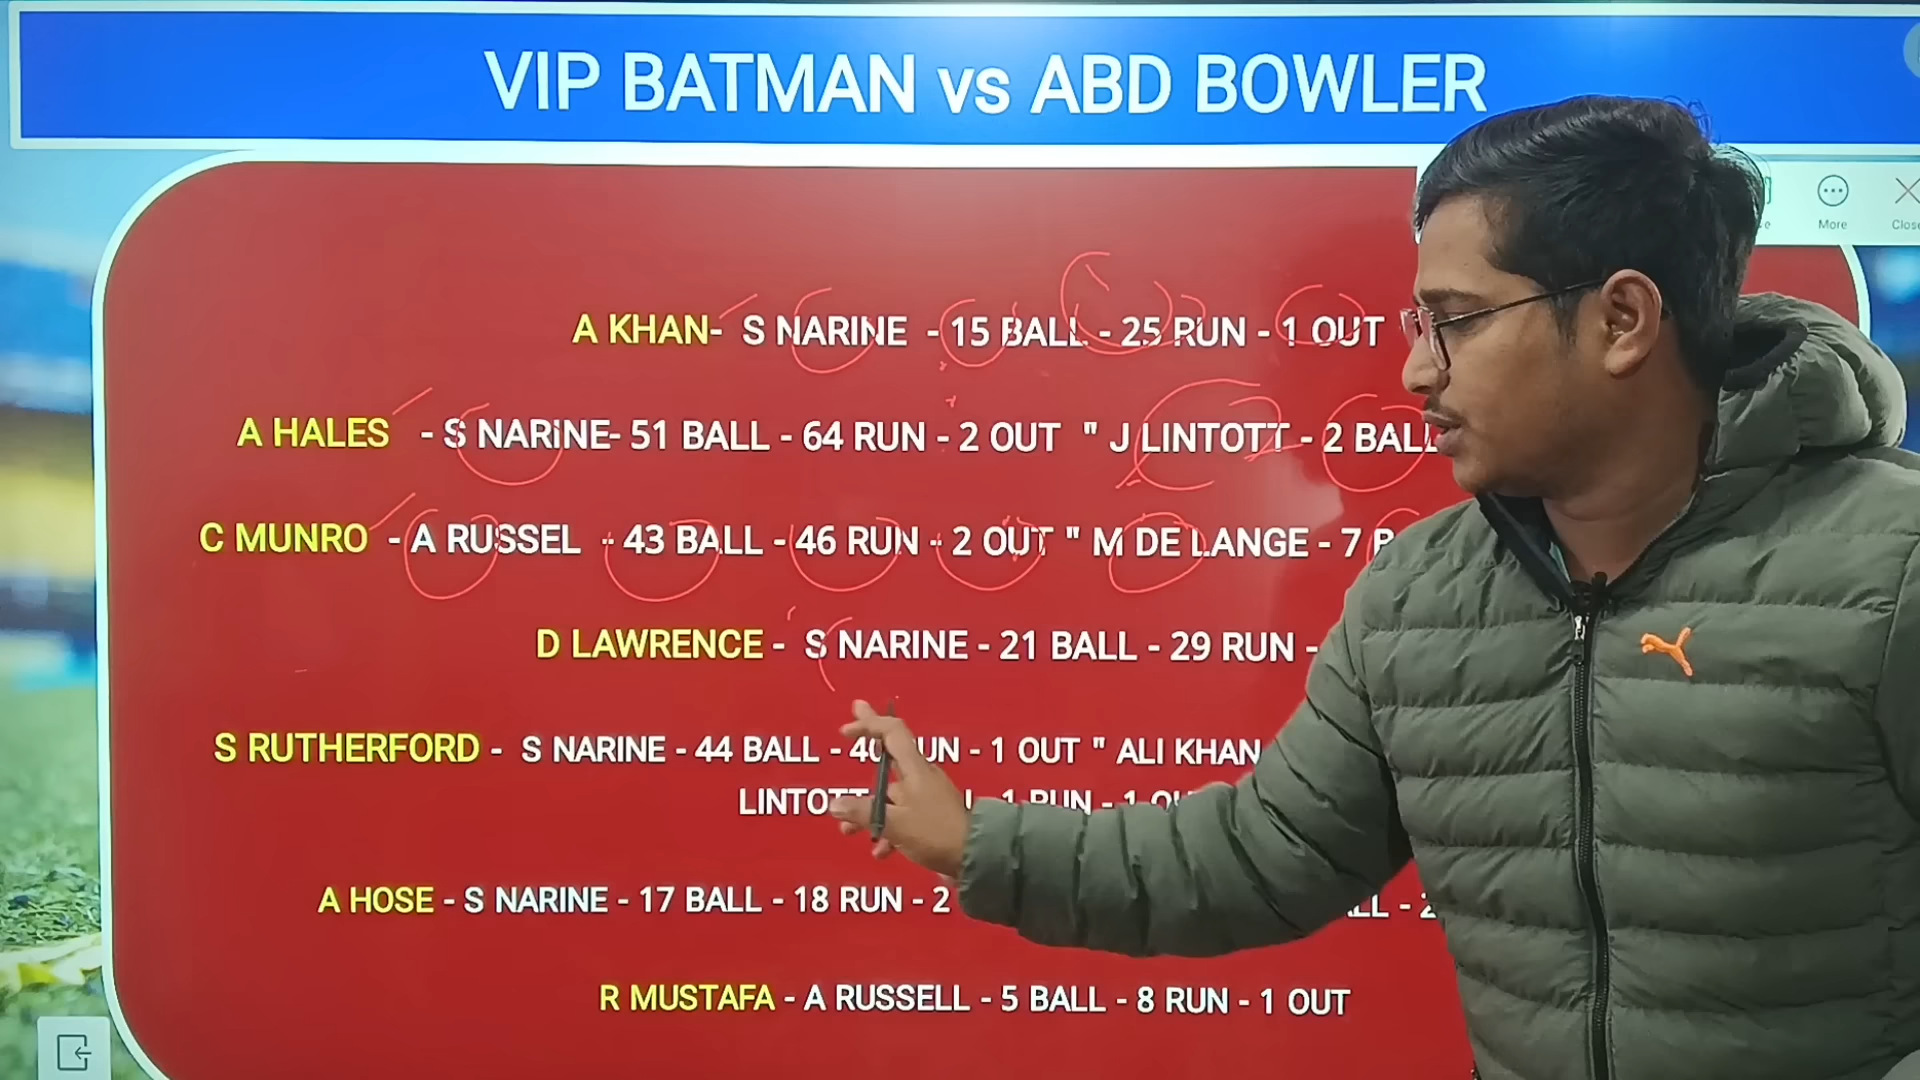 VIP BATMAN vs ABD BOWLER
More
Close
A KHAN- S NARINE - 15 BALL - 25 RUN - 1 OUT
A HALES - S NARINE- 51 BALL - 64 RUN - 2 OUT " J LINTOTT - 2 BALL
C MUNRO - A RUSSEL - 43 BALL - 46 RUN - 2 OUT " M DE LANGE - 7
D LAWRENCE - S NARINE - 21 BALL - 29 RUN -
S RUTHERFORD - S NARINE - 44 BALL - 40 RUN - 1 OUT " ALI KHAN
LINTOTT 1 RUN - 1
A HOSE - S NARINE - 17 BALL - 18 RUN - 2
R MUSTAFA - A RUSSELL - 5 BALL - 8 RUN - 1 OUT